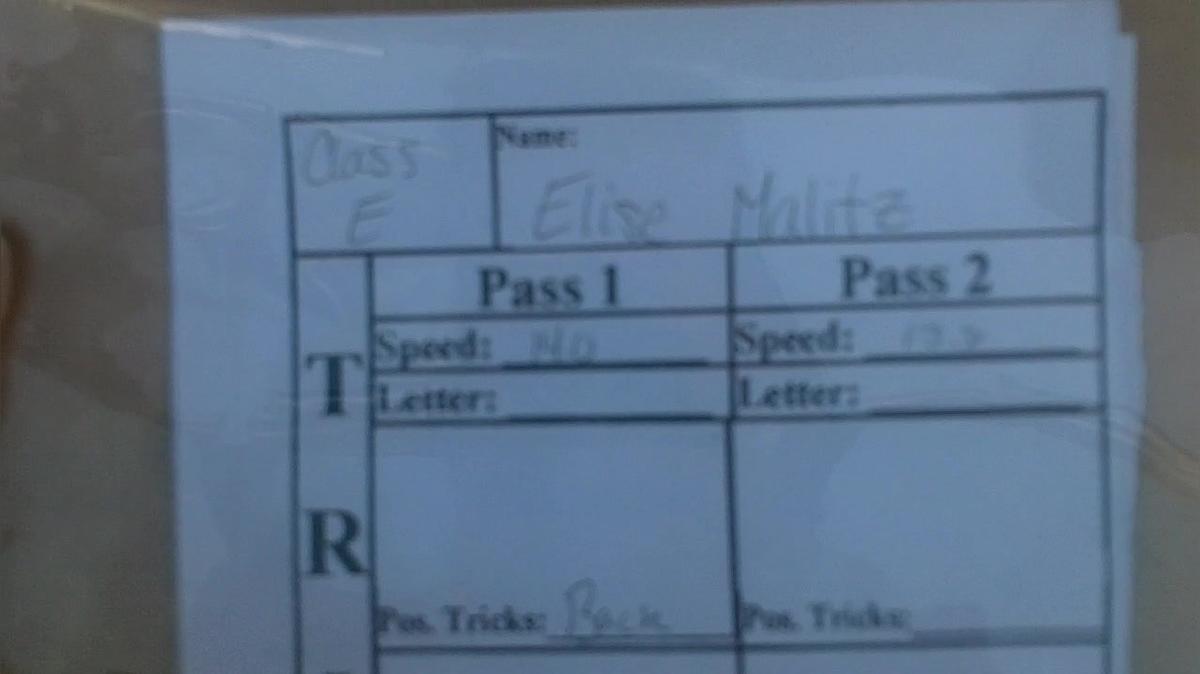 Class
E
Name:
Elise Malitz
Pass 1 Pass 2
Speed: Speed:
T
Letter: Letter:
R
Pos. Tricks: Back Pos. Tricks: